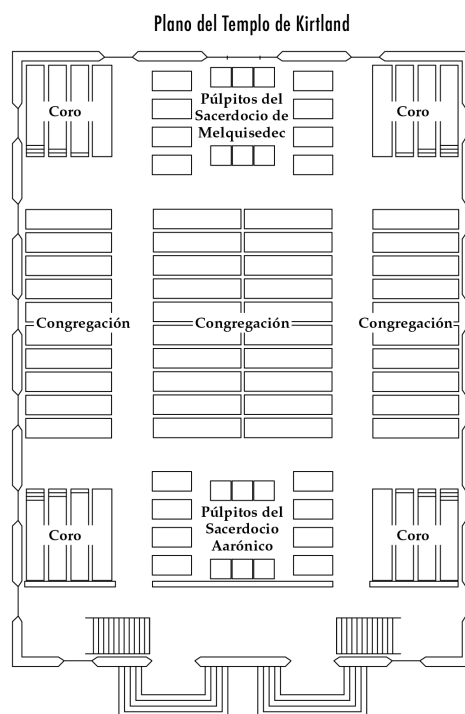 Plano del Templo de Kirtland
Coro
Púlpitos del
Sacerdocio de
Melquisedec
Coro
Congregación
Congregación
Congregación
Coro
Púlpitos del
Sacerdocio
Aarónico
Coro